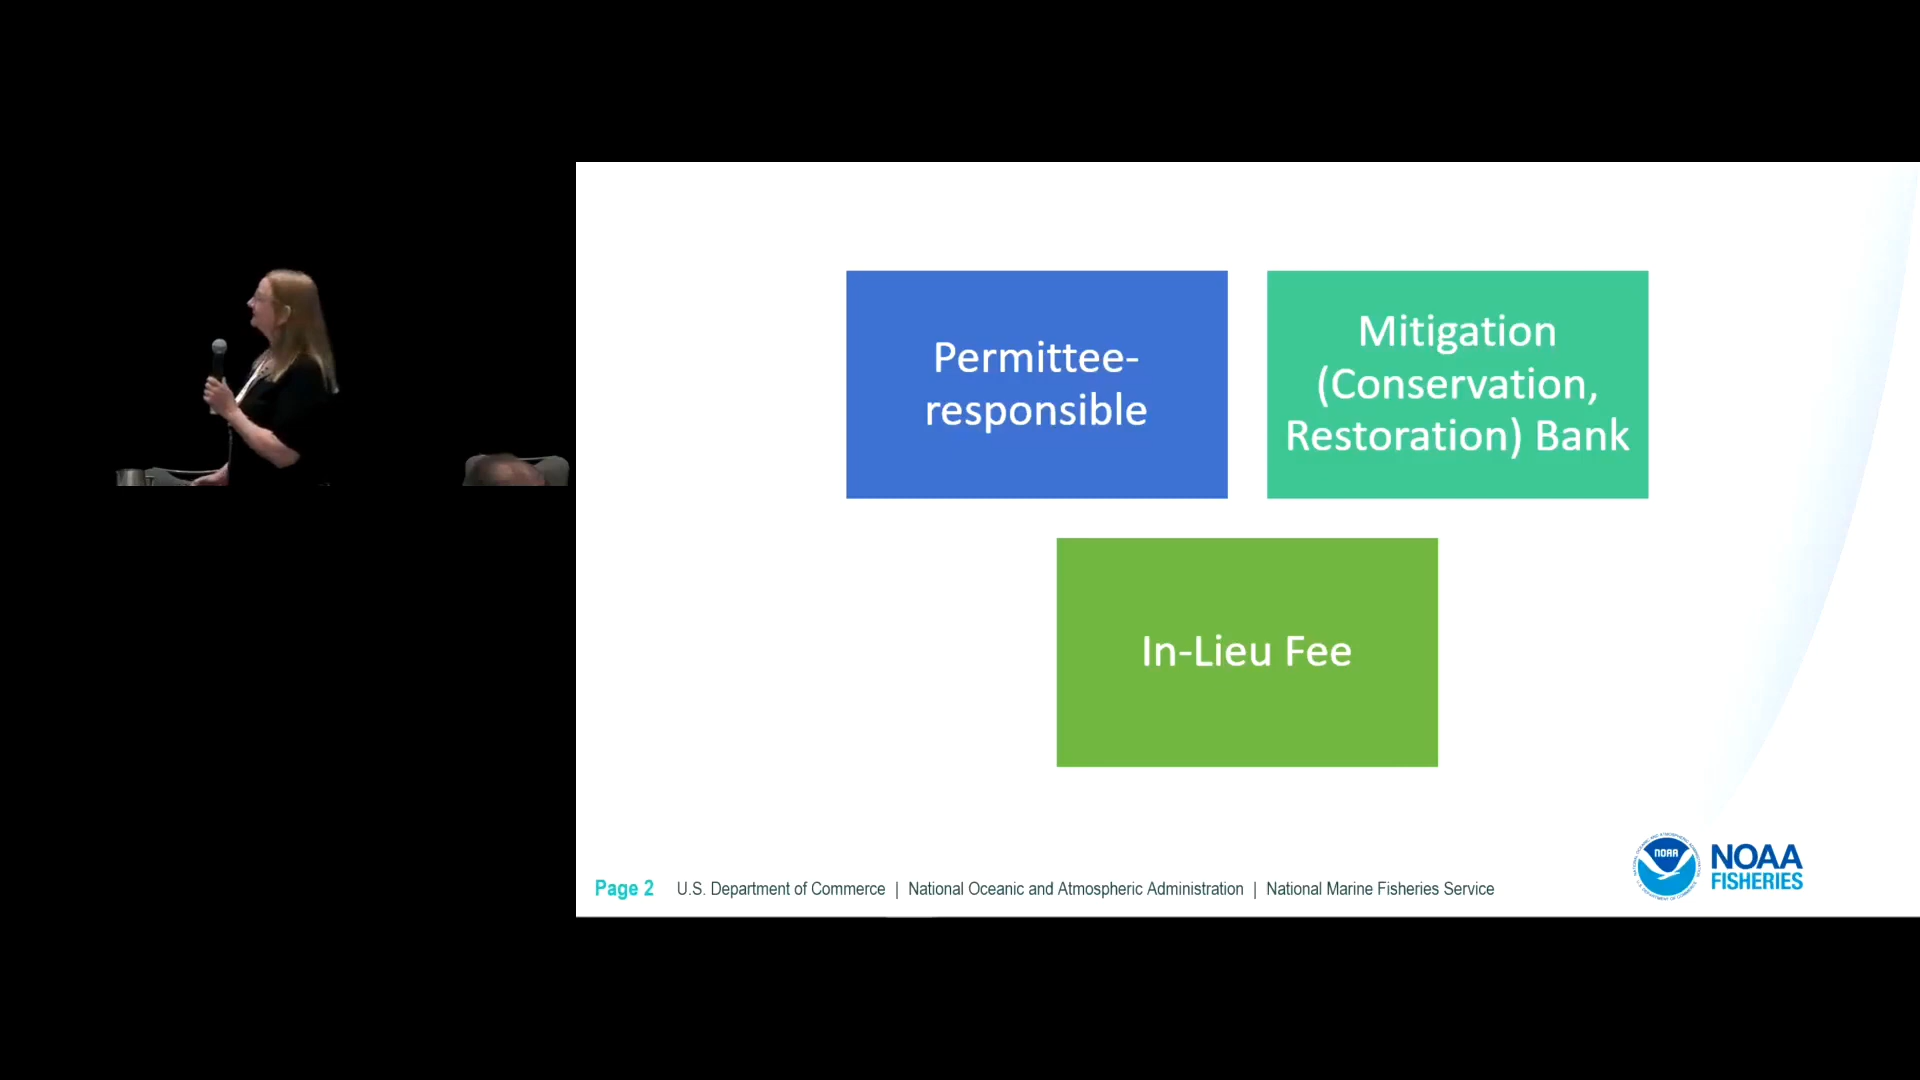 Permittee-
responsible
Mitigation
(Conservation,
Restoration) Bank
In-Lieu Fee
Page 2 U.S. Department of Commerce | National Oceanic and Atmospheric Administration | National Marine Fisheries Service
NOAA
NOAA
FISHERIES